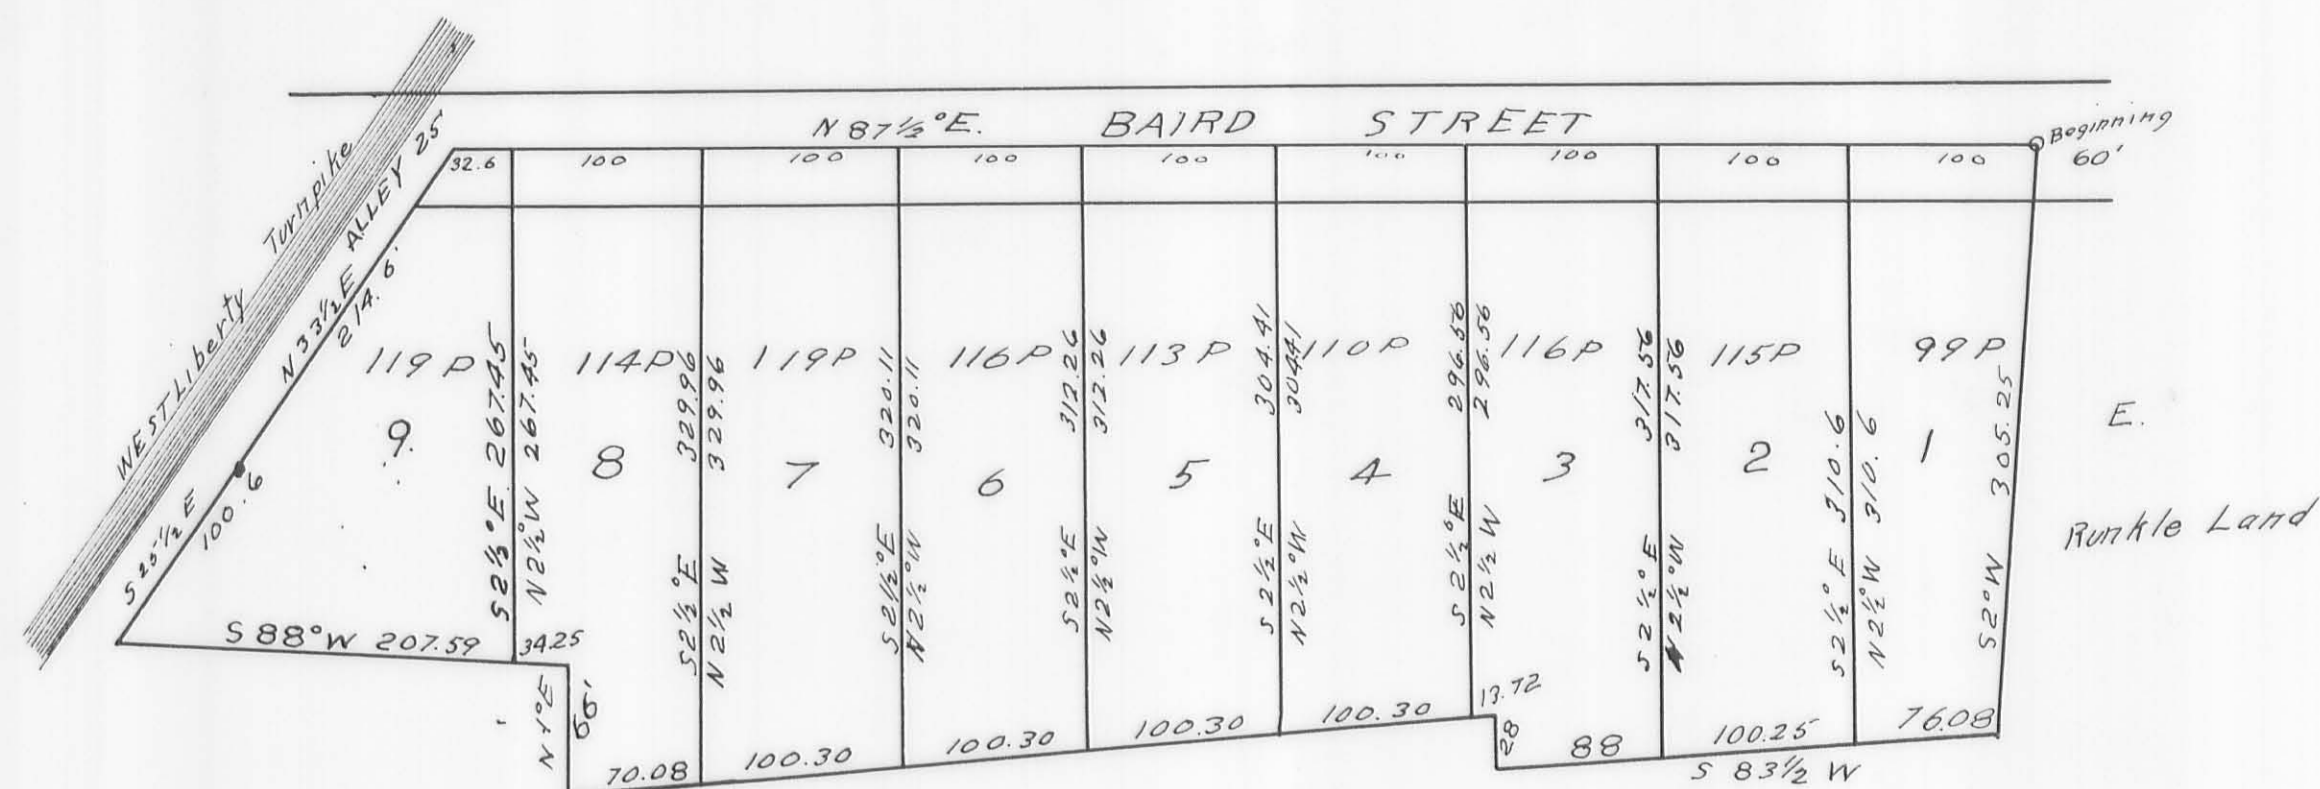 N 87½°E. BAIRD STREET
Beginning
60'
32.6
100
100
100
100
100
100
100
100
WEST Liberty Turnpike
N 33½ E ALLEY 25'
214.6'
S 25½ E
100.6
119 P
9.
S 88° W 207.59
S 2½° E. 267.45
N 2½° W 267.45
34.25
N 1° E
66'
114 P
8
70.08
S 2½° E 329.96
N 2½ W 329.96
119 P
7
100.30
S 2½° E 320.11
N 2½° W 320.11
116 P
6
100.30
S 2½° E 312.26
N 2½° W 312.26
113 P
5
100.30
S 2½° E 304.41
N 2½° W 304.41
110 P
4
100.30
S 2½° E 296.56
N 2½ W 296.56
13.72
28
116 P
3
88
S 2½° E 317.56
N 2½° W 317.56
115 P
2
100.25
S 2½° E 310.6
N 2½° W 310.6
99 P
1
76.08
S 2° W 305.25
S 83½ W
E.
Runkle Land